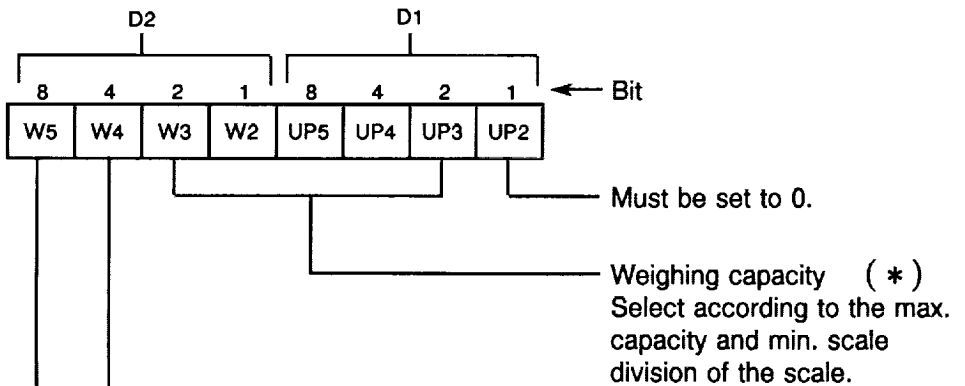 D2 D1
8 4 2 1 8 4 2 1 Bit
W5 W4 W3 W2 UP5 UP4 UP3 UP2
Must be set to 0.
Weighing capacity (*)
Select according to the max.
capacity and min. scale
division of the scale.